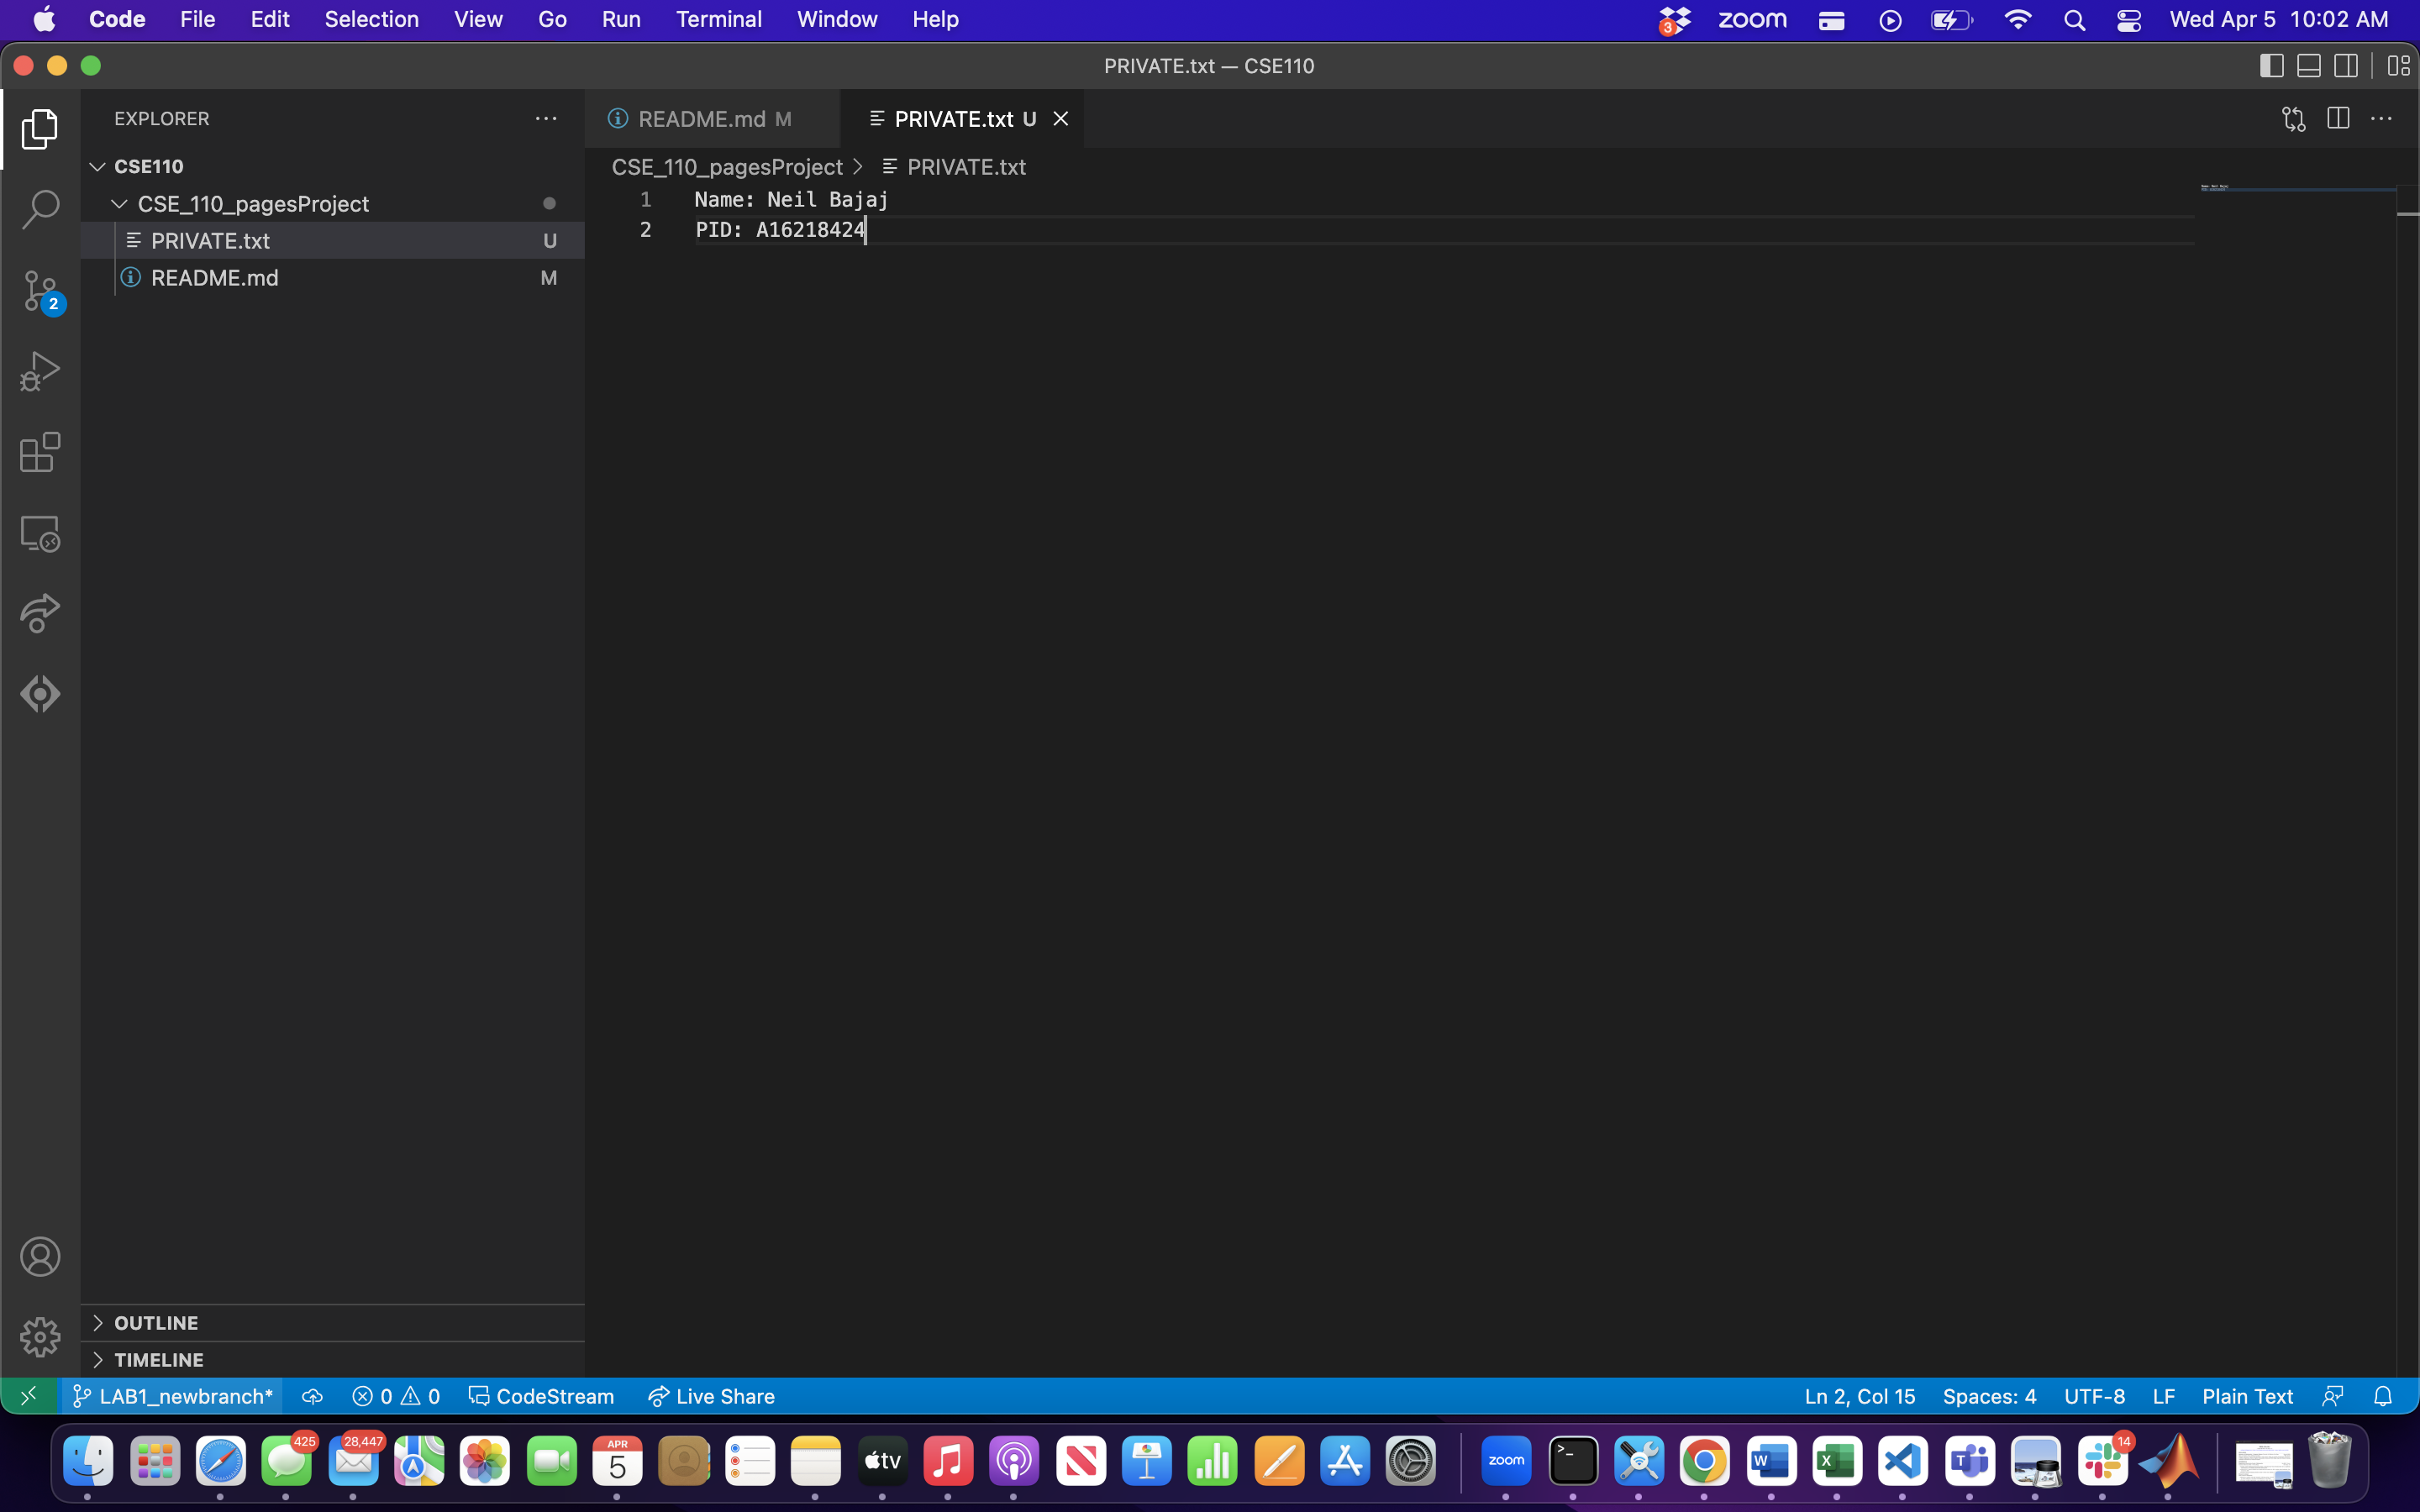 Code File Edit Selection View Go Run Terminal Window Help 3 zoom Wed Apr 5 10:02 AM
PRIVATE.txt — CSE110
EXPLORER
README.md M
PRIVATE.txt U
CSE110
CSE_110_pagesProject
PRIVATE.txt U
README.md M
2
CSE_110_pagesProject > PRIVATE.txt
1 Name: Neil Bajaj
2 PID: A16218424
OUTLINE
TIMELINE
LAB1_newbranch* 0 0 CodeStream Live Share Ln 2, Col 15 Spaces: 4 UTF-8 LF Plain Text
425 28,447 APR 5 tv zoom >_ W X T 14